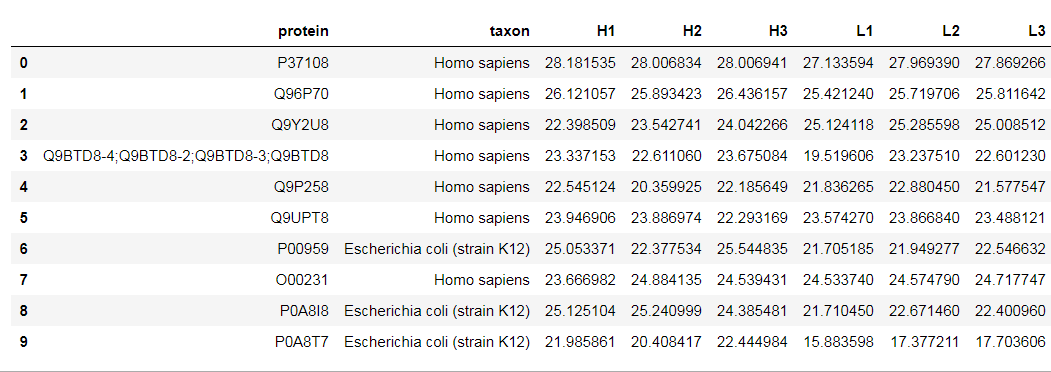 protein taxon H1 H2 H3 L1 L2 L3
0 P37108 Homo sapiens 28.181535 28.006834 28.006941 27.133594 27.969390 27.869266
1 Q96P70 Homo sapiens 26.121057 25.893423 26.436157 25.421240 25.719706 25.811642
2 Q9Y2U8 Homo sapiens 22.398509 23.542741 24.042266 25.124118 25.285598 25.008512
3 Q9BTD8-4;Q9BTD8-2;Q9BTD8-3;Q9BTD8 Homo sapiens 23.337153 22.611060 23.675084 19.519606 23.237510 22.601230
4 Q9P258 Homo sapiens 22.545124 20.359925 22.185649 21.836265 22.880450 21.577547
5 Q9UPT8 Homo sapiens 23.946906 23.886974 22.293169 23.574270 23.866840 23.488121
6 P00959 Escherichia coli (strain K12) 25.053371 22.377534 25.544835 21.705185 21.949277 22.546632
7 O00231 Homo sapiens 23.666982 24.884135 24.539431 24.533740 24.574790 24.717747
8 P0A8I8 Escherichia coli (strain K12) 25.125104 25.240999 24.385481 21.710450 22.671460 22.400960
9 P0A8T7 Escherichia coli (strain K12) 21.985861 20.408417 22.444984 15.883598 17.377211 17.703606